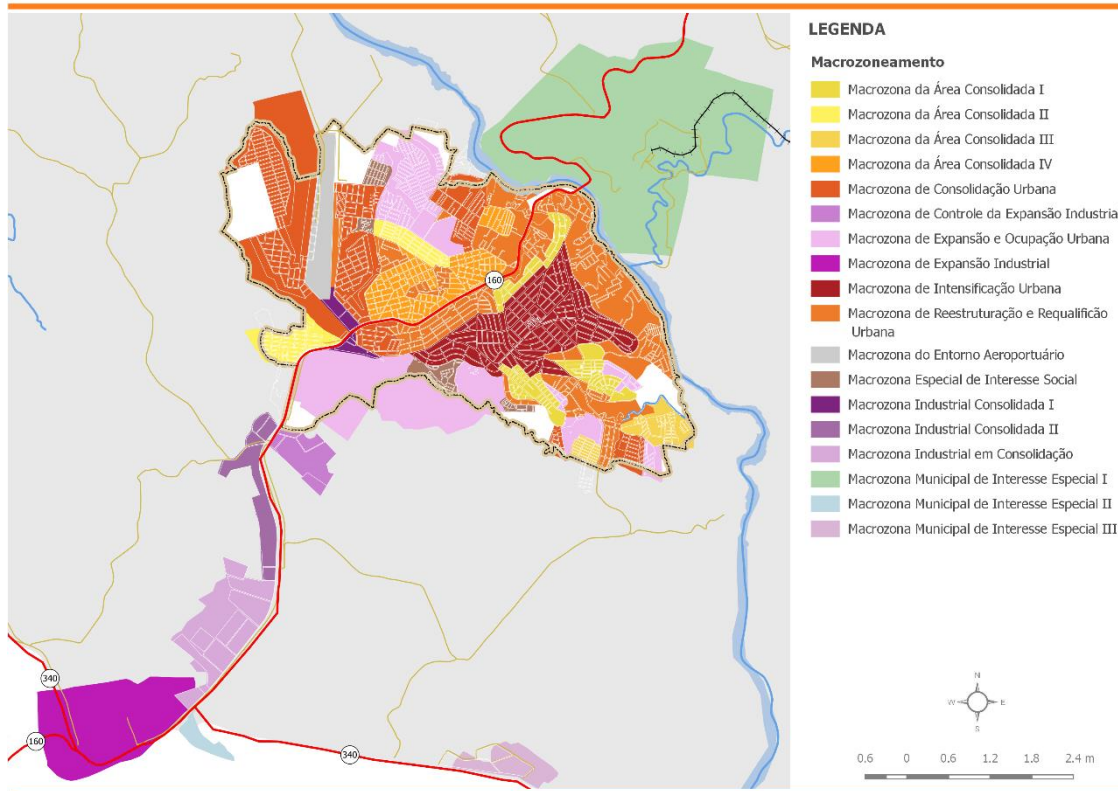 LEGENDA
Macrozoneamento
Macrozona da Área Consolidada I
Macrozona da Área Consolidada II
Macrozona da Área Consolidada III
Macrozona da Área Consolidada IV
Macrozona de Consolidação Urbana
Macrozona de Controle da Expansão Industria
Macrozona de Expansão e Ocupação Urbana
Macrozona de Expansão Industrial
Macrozona de Intensificação Urbana
Macrozona de Reestruturação e Requalificão
Urbana
Macrozona do Entorno Aeroportuário
Macrozona Especial de Interesse Social
Macrozona Industrial Consolidada I
Macrozona Industrial Consolidada II
Macrozona Industrial em Consolidação
Macrozona Municipal de Interesse Especial I
Macrozona Municipal de Interesse Especial II
Macrozona Municipal de Interesse Especial III
160
340
160
340
N
W E
S
0.6 0 0.6 1.2 1.8 2.4 m